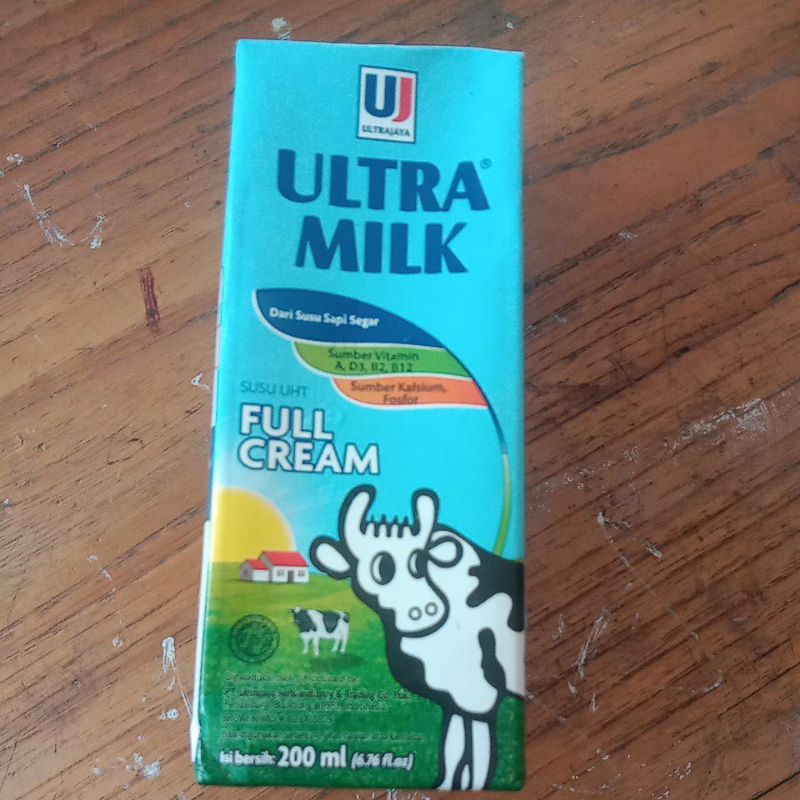 UJ
ULTRAJAYA
ULTRA®
MILK
Dari Susu Sapi Segar
Sumber Vitamin
A, D3, B2, B12
Sumber Kalsium,
Fosfor
SUSU UHT
FULL
CREAM
Isi bersih: 200 ml (6.76 fl.oz)